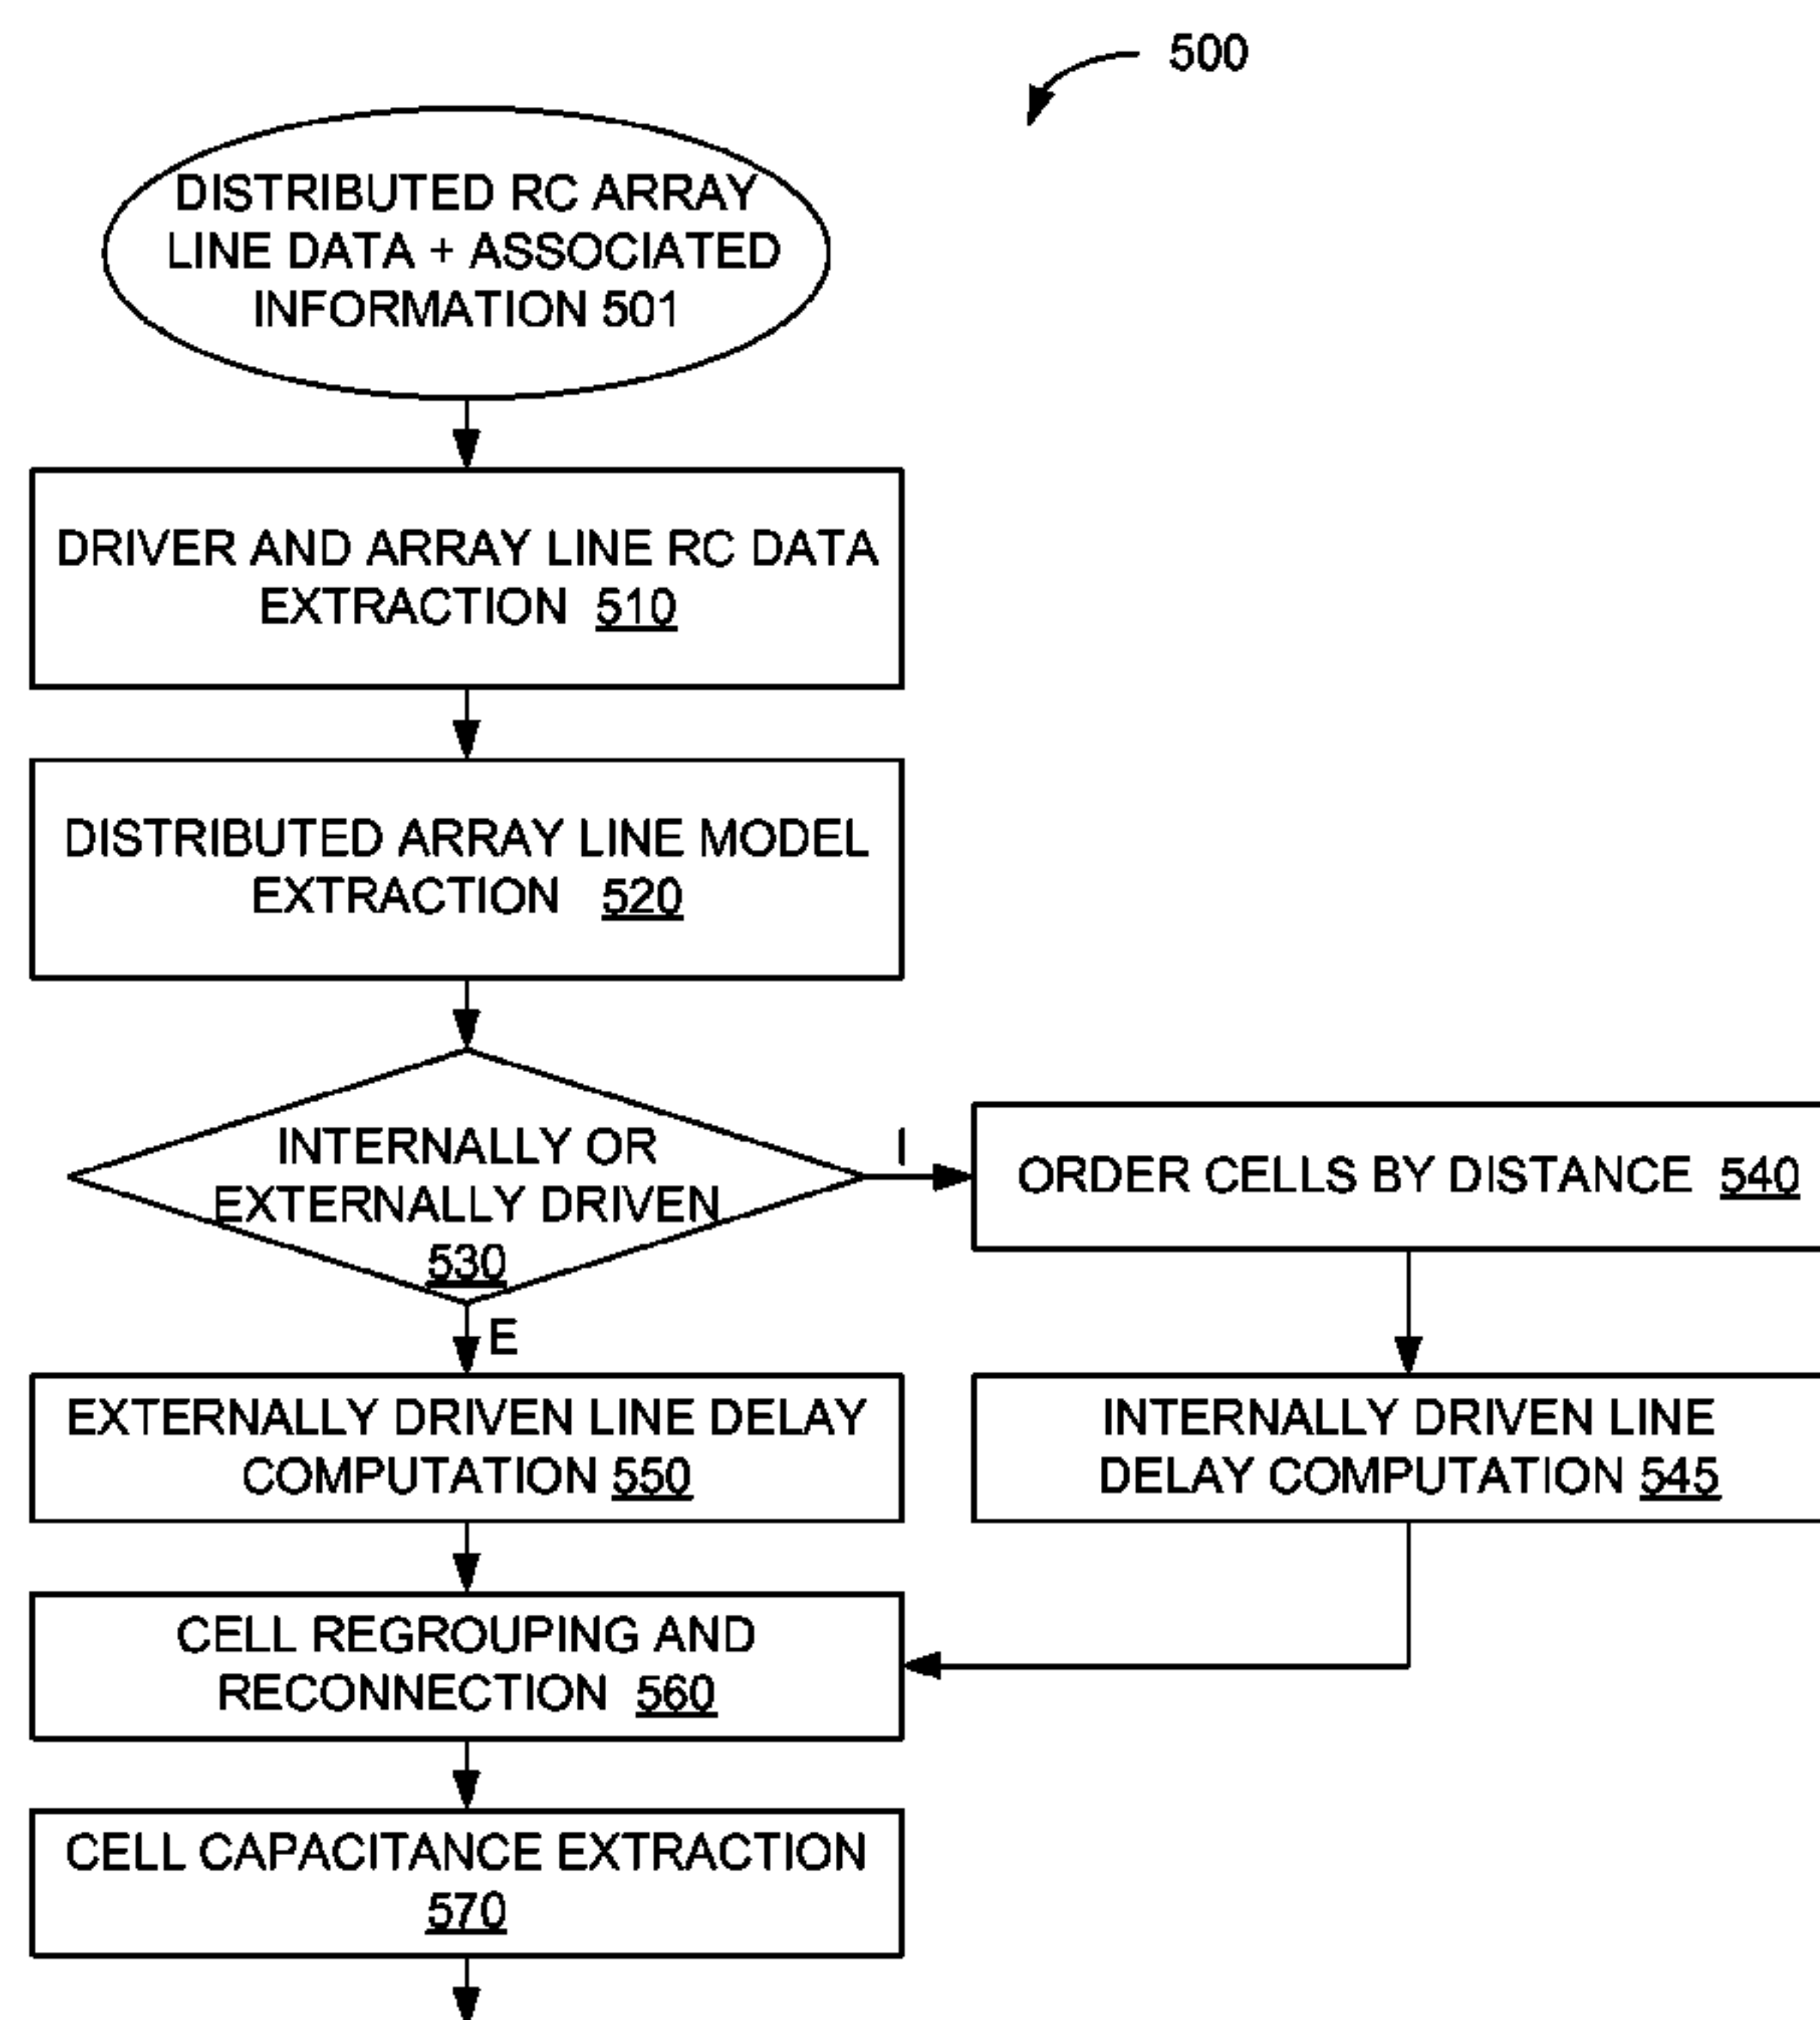 500
DISTRIBUTED RC ARRAY
LINE DATA + ASSOCIATED
INFORMATION 501
DRIVER AND ARRAY LINE RC DATA
EXTRACTION 510
DISTRIBUTED ARRAY LINE MODEL
EXTRACTION 520
INTERNALLY OR
EXTERNALLY DRIVEN
530
I
ORDER CELLS BY DISTANCE 540
E
EXTERNALLY DRIVEN LINE DELAY
COMPUTATION 550
INTERNALLY DRIVEN LINE
DELAY COMPUTATION 545
CELL REGROUPING AND
RECONNECTION 560
CELL CAPACITANCE EXTRACTION
570